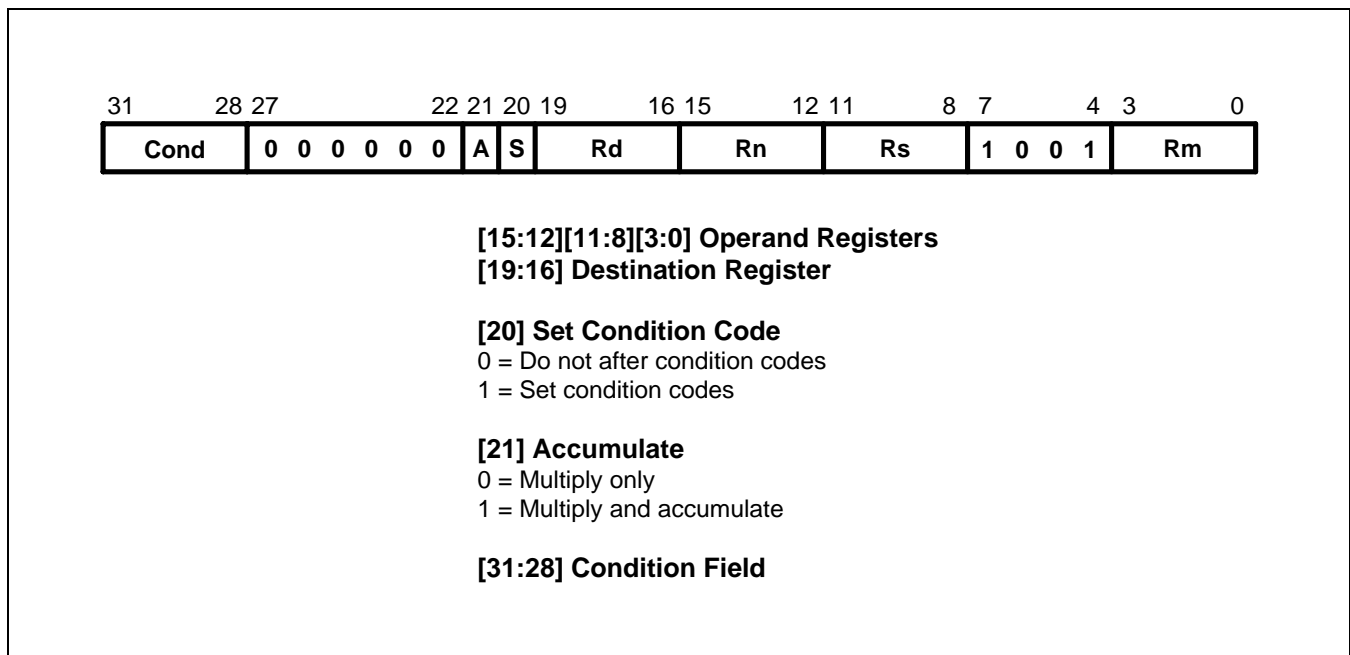 31 28 27 22 21 20 19 16 15 12 11 8 7 4 3 0
Cond 0 0 0 0 0 0 A S Rd Rn Rs 1 0 0 1 Rm
[15:12][11:8][3:0] Operand Registers
[19:16] Destination Register
[20] Set Condition Code
0 = Do not after condition codes
1 = Set condition codes
[21] Accumulate
0 = Multiply only
1 = Multiply and accumulate
[31:28] Condition Field